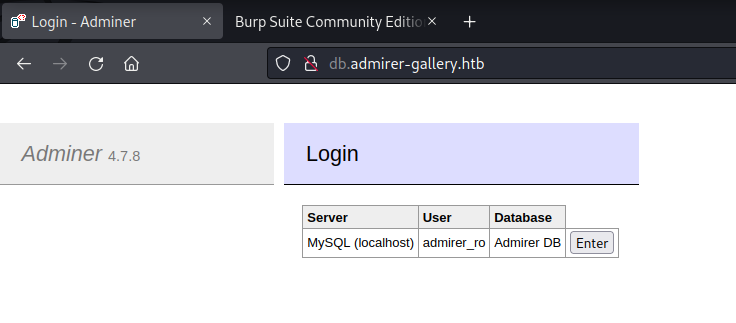 Login - Adminer
Burp Suite Community Editio
db.admirer-gallery.htb
Adminer 4.7.8
Login
Server User Database
MySQL (localhost) admirer_ro Admirer DB Enter